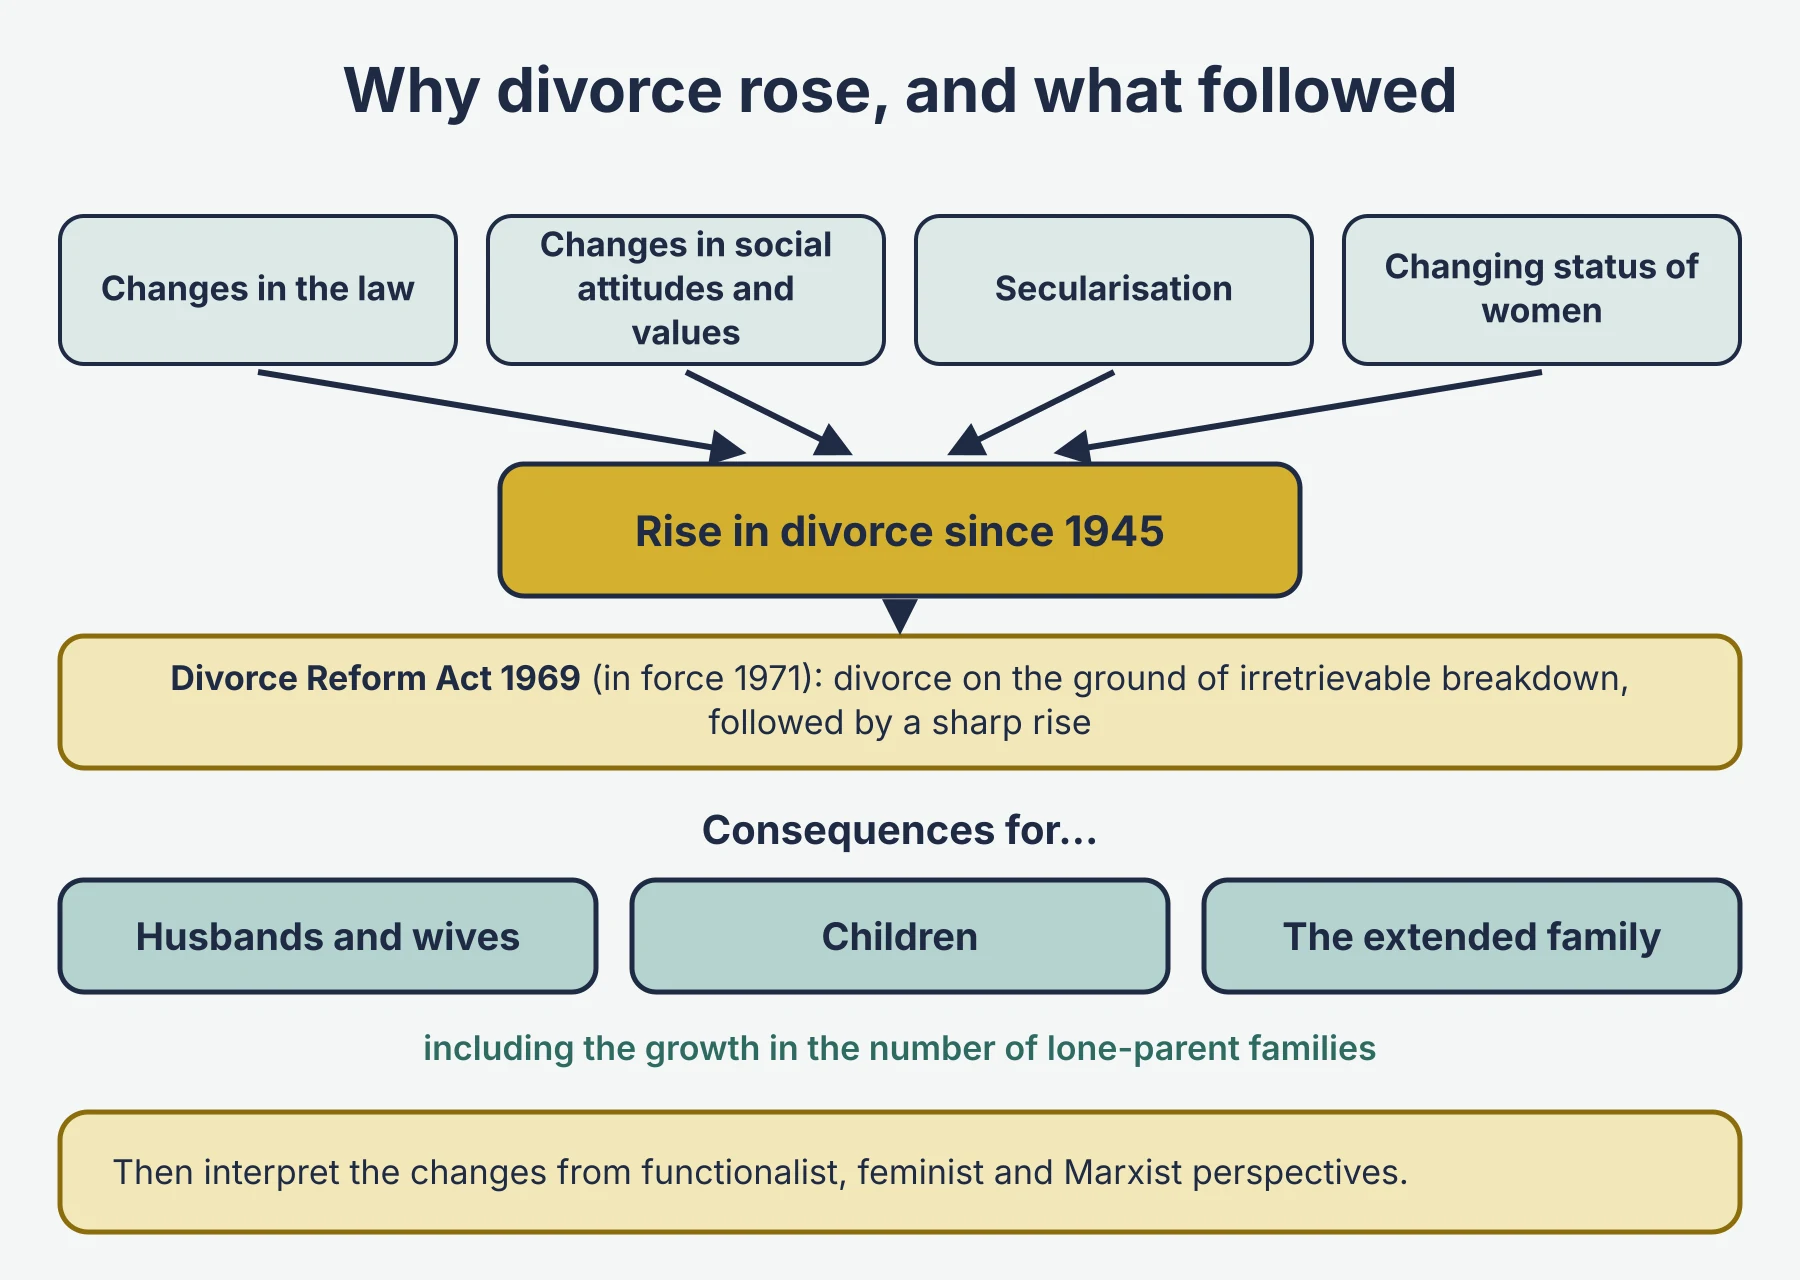 Why divorce rose, and what followed
Changes in the law
Changes in social
attitudes and
values
Secularisation
Changing status of
women
Rise in divorce since 1945
Divorce Reform Act 1969 (in force 1971): divorce on the ground of irretrievable breakdown,
followed by a sharp rise
Consequences for...
Husbands and wives
Children
The extended family
including the growth in the number of lone-parent families
Then interpret the changes from functionalist, feminist and Marxist perspectives.